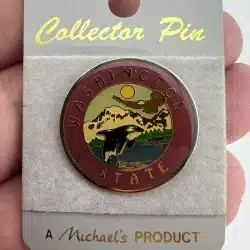 Collector Pin
WASHINGTON
STATE
A Michael's PRODUCT